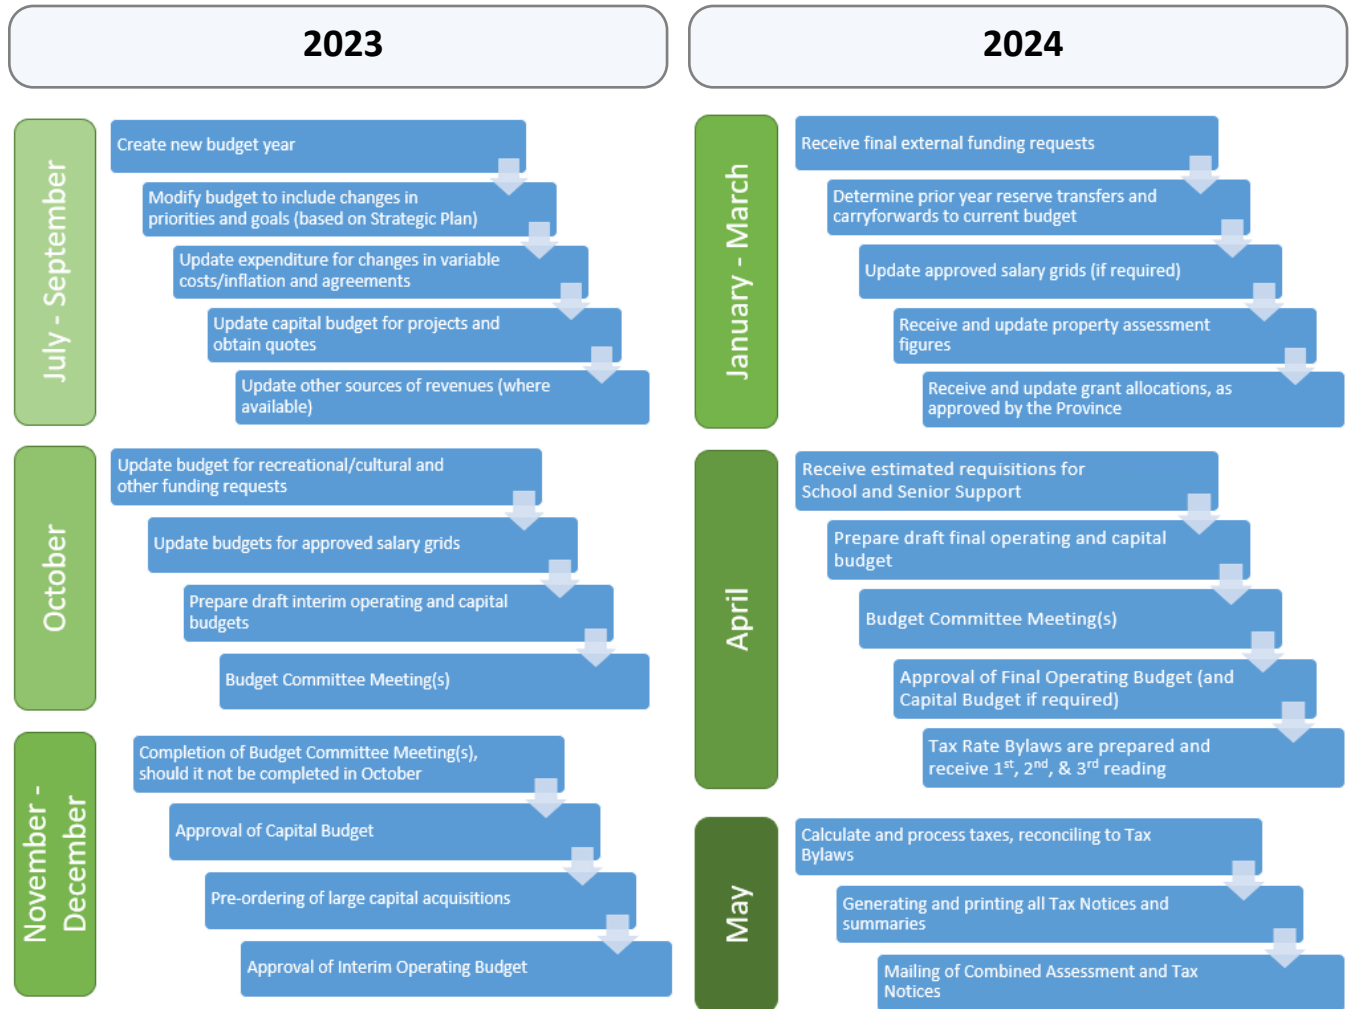 2023
July - September
Create new budget year
Modify budget to include changes in
priorities and goals (based on Strategic Plan)
Update expenditure for changes in variable
costs/inflation and agreements
Update capital budget for projects and
obtain quotes
Update other sources of revenues (where
available)
October
Update budget for recreational/cultural and
other funding requests
Update budgets for approved salary grids
Prepare draft interim operating and capital
budgets
Budget Committee Meeting(s)
November -
December
Completion of Budget Committee Meeting(s),
should it not be completed in October
Approval of Capital Budget
Pre-ordering of large capital acquisitions
Approval of Interim Operating Budget
2024
January - March
Receive final external funding requests
Determine prior year reserve transfers and
carryforwards to current budget
Update approved salary grids (if required)
Receive and update property assessment
figures
Receive and update grant allocations, as
approved by the Province
April
Receive estimated requisitions for
School and Senior Support
Prepare draft final operating and capital
budget
Budget Committee Meeting(s)
Approval of Final Operating Budget (and
Capital Budget if required)
Tax Rate Bylaws are prepared and
receive 1st, 2nd, & 3rd reading
May
Calculate and process taxes, reconciling to Tax
Bylaws
Generating and printing all Tax Notices and
summaries
Mailing of Combined Assessment and Tax
Notices